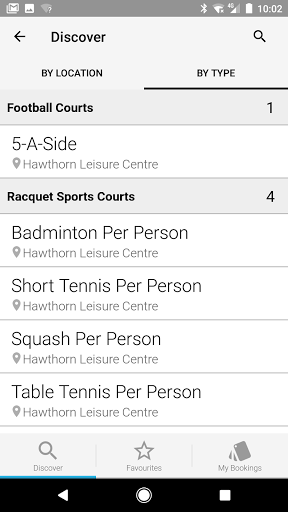 10:02
Discover
BY LOCATION
BY TYPE
Football Courts 1
5-A-Side
Hawthorn Leisure Centre
Racquet Sports Courts 4
Badminton Per Person
Hawthorn Leisure Centre
Short Tennis Per Person
Hawthorn Leisure Centre
Squash Per Person
Hawthorn Leisure Centre
Table Tennis Per Person
Hawthorn Leisure Centre
Discover
Favourites
My Bookings